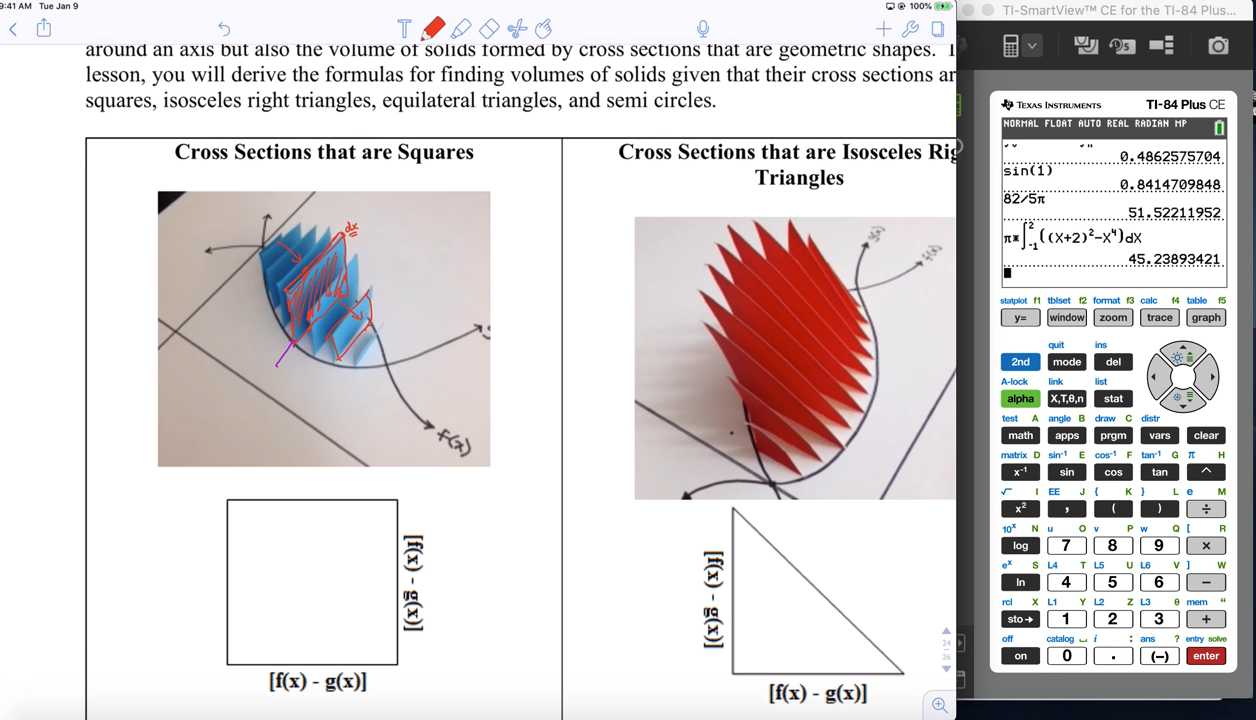 9:41 AM Tue Jan 9
100%
around an axis but also the volume of solids formed by cross sections that are geometric shapes.
lesson, you will derive the formulas for finding volumes of solids given that their cross sections ar
squares, isosceles right triangles, equilateral triangles, and semi circles.
Cross Sections that are Squares
dx
f(x)
[f(x) - g(x)]
[f(x) - g(x)]
Cross Sections that are Isosceles Rig
Triangles
[f(x) - g(x)]
[f(x) - g(x)]
24
26
TI-SmartView™ CE for the TI-84 Plus...
TEXAS INSTRUMENTS TI-84 Plus CE
NORMAL FLOAT AUTO REAL RADIAN MP
0.4862575704
sin(1)
0.8414709848
82/5π
51.52211952
π*∫²₋₁((X+2)²-X⁴)dX
45.23893421
statplot f1 tblset f2 format f3 calc f4 table f5
y= window zoom trace graph
quit ins
2nd mode del
A-lock link list
alpha X,T,θ,n stat
test A angle B draw C distr
math apps prgm vars clear
matrix D sin⁻¹ E cos⁻¹ F tan⁻¹ G π H
x⁻¹ sin cos tan ^
√ I EE J { K } L e M
x² , ( ) ÷
10ˣ N u O v P w Q [ R
log 7 8 9 ×
eˣ S L4 T L5 U L6 V ] W
ln 4 5 6 −
rcl X L1 Y L2 Z L3 θ mem "
sto→ 1 2 3 +
off catalog ⎵ i : ans ? entry solve
on 0 . (−) enter